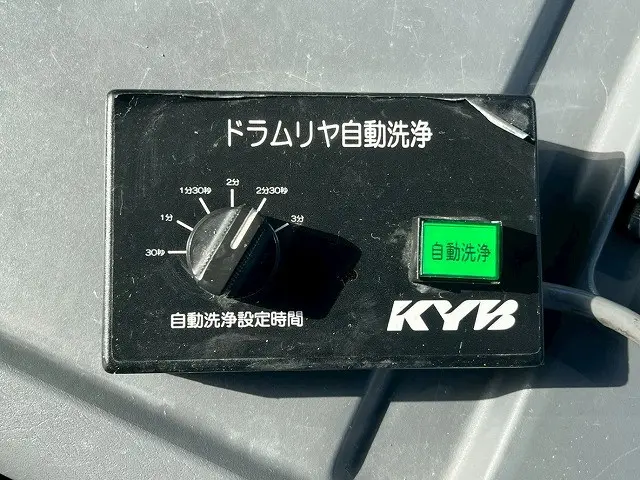 ドラムリヤ自動洗浄
30秒
1分
1分30秒
2分
2分30秒
3分
自動洗浄
自動洗浄設定時間
KYB